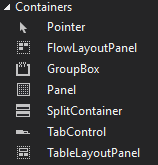 Containers
Pointer
FlowLayoutPanel
GroupBox
Panel
SplitContainer
TabControl
TableLayoutPanel